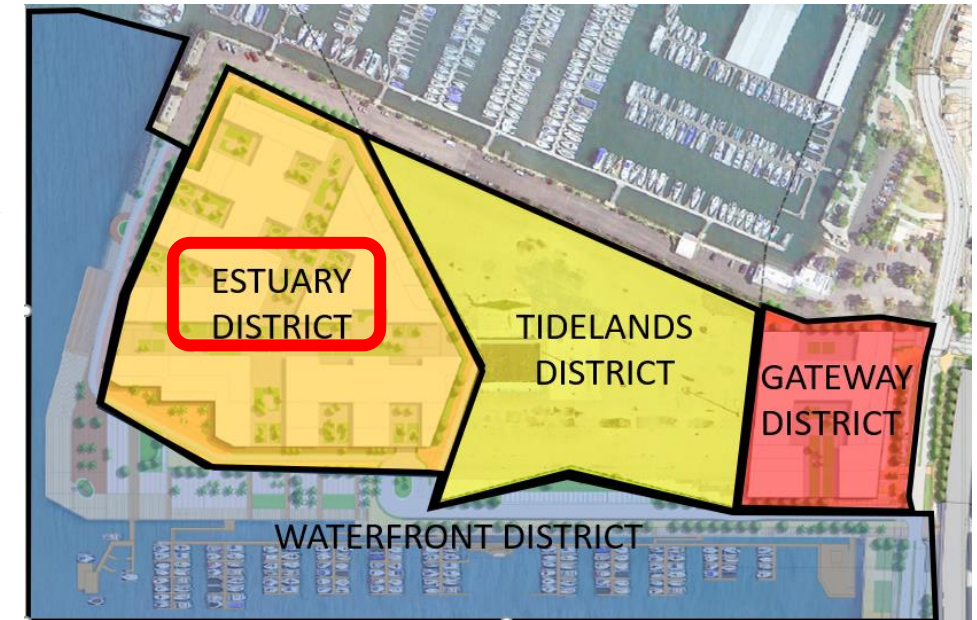 ESTUARY
DISTRICT
TIDELANDS
DISTRICT
GATEWAY
DISTRICT
WATERFRONT DISTRICT